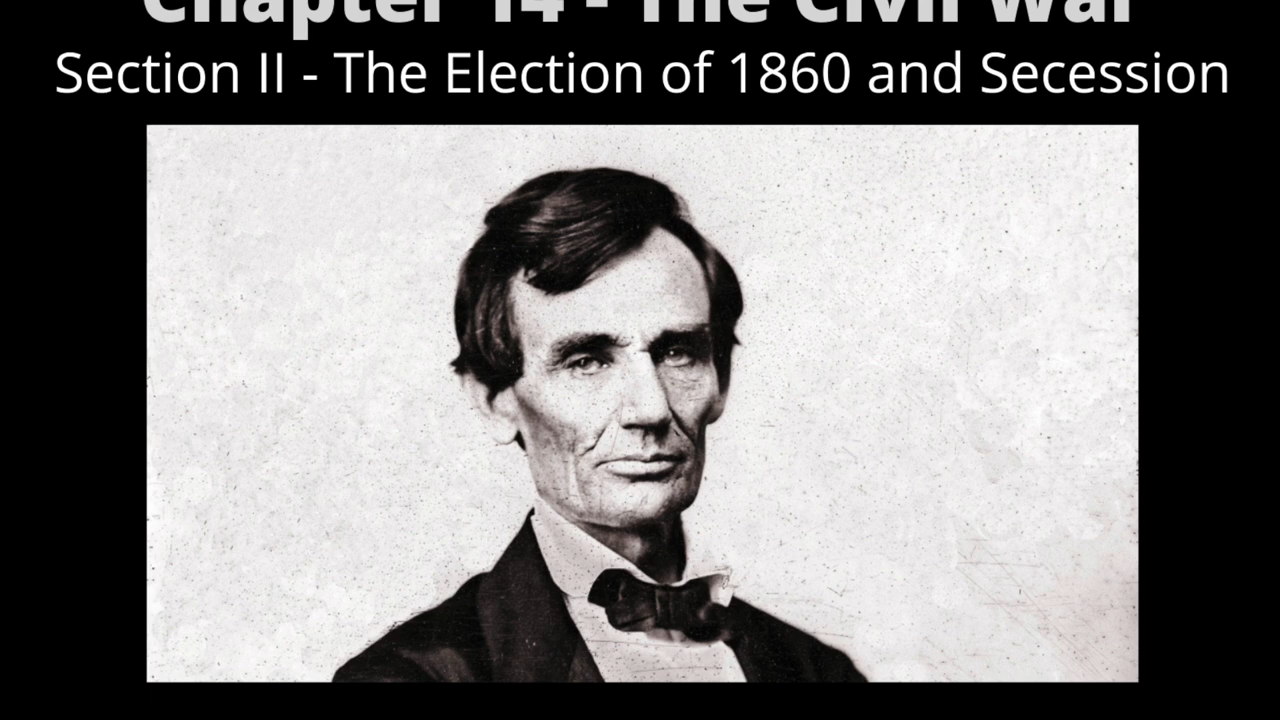 Chapter 14 - The Civil War
Section II - The Election of 1860 and Secession